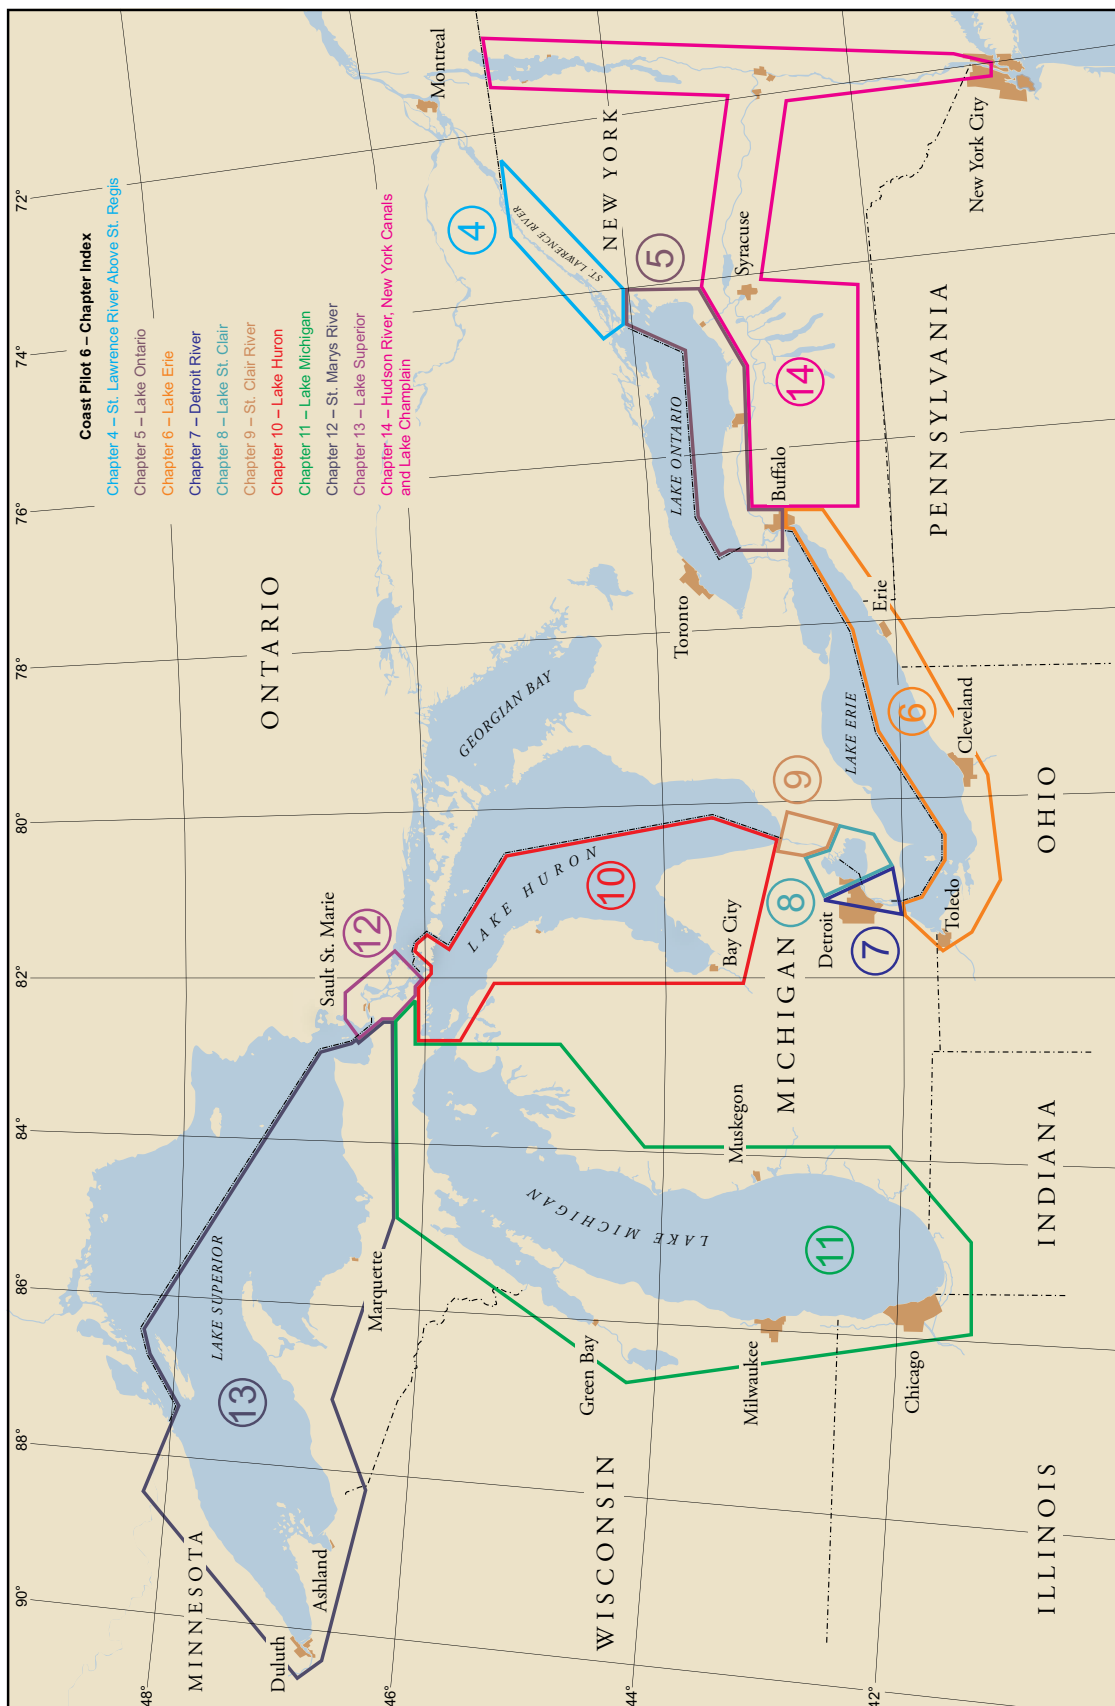 Coast Pilot 6 – Chapter Index
Chapter 4 – St. Lawrence River Above St. Regis
Chapter 5 – Lake Ontario
Chapter 6 – Lake Erie
Chapter 7 – Detroit River
Chapter 8 – Lake St. Clair
Chapter 9 – St. Clair River
Chapter 10 – Lake Huron
Chapter 11 – Lake Michigan
Chapter 12 – St. Marys River
Chapter 13 – Lake Superior
Chapter 14 – Hudson River, New York Canals
and Lake Champlain
90°
88°
86°
84°
82°
80°
78°
76°
74°
72°
48°
46°
44°
42°
MINNESOTA
Duluth
Ashland
13
LAKE SUPERIOR
Marquette
Sault St. Marie
12
ONTARIO
GEORGIAN BAY
LAKE HURON
10
Bay City
WISCONSIN
Green Bay
LAKE MICHIGAN
Milwaukee
Muskegon
11
Chicago
MICHIGAN
Detroit
7
8
9
Toledo
LAKE ERIE
6
Cleveland
Erie
Toronto
LAKE ONTARIO
Buffalo
5
4
ST. LAWRENCE RIVER
Montreal
NEW YORK
Syracuse
14
New York City
PENNSYLVANIA
OHIO
INDIANA
ILLINOIS